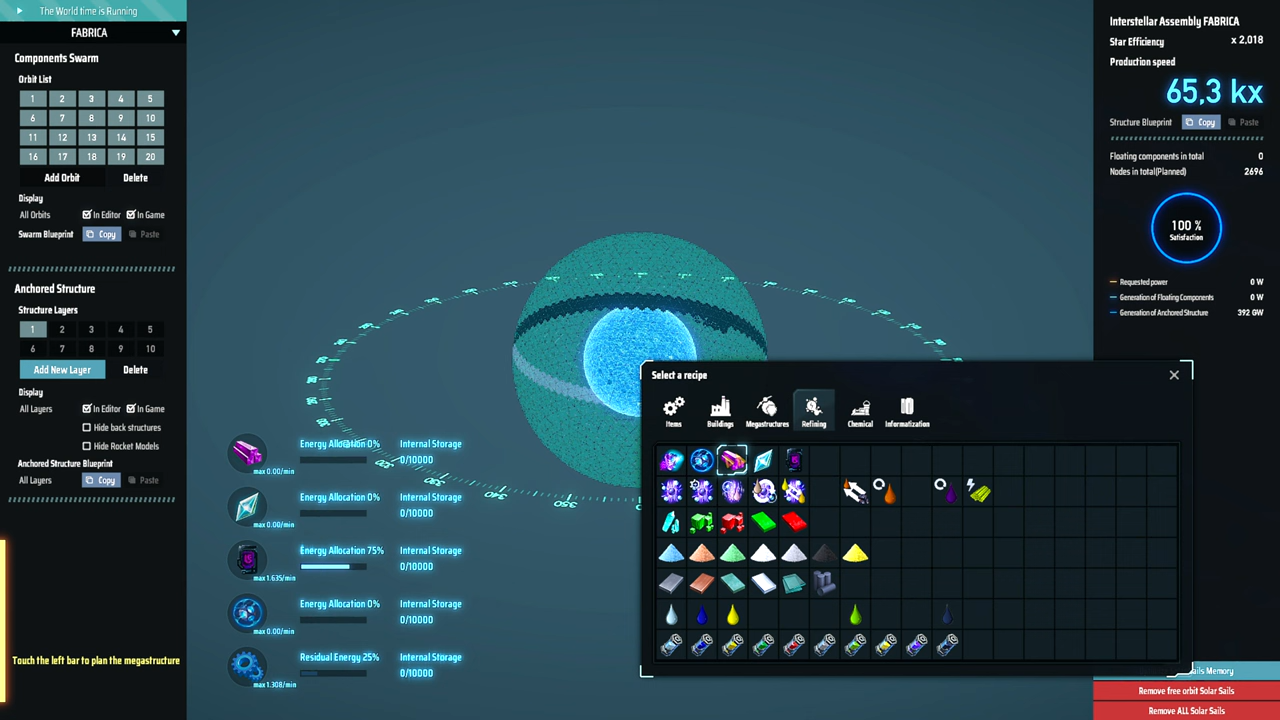 The World time is Running
FABRICA
Components Swarm
Orbit List
1 2 3 4 5
6 7 8 9 10
11 12 13 14 15
16 17 18 19 20
Add Orbit Delete
Display
All Orbits In Editor In Game
Swarm Blueprint Copy Paste
Anchored Structure
Structure Layers
1 2 3 4 5
6 7 8 9 10
Add New Layer Delete
Display
All Layers In Editor In Game
Hide back structures
Hide Rocket Models
Anchored Structure Blueprint
All Layers Copy Paste
Touch the left bar to plan the megastructure
Energy Allocation 0% Internal Storage
0/10000
max 0.00/min
Energy Allocation 0% Internal Storage
0/10000
max 0.00/min
Energy Allocation 75% Internal Storage
0/10000
max 1.635/min
Energy Allocation 0% Internal Storage
0/10000
max 0.00/min
Residual Energy 25% Internal Storage
0/10000
max 1.308/min
Select a recipe
Items Buildings Megastructures Refining Chemical Informatization
Interstellar Assembly FABRICA
Star Efficiency x 2,018
Production speed
65,3 kx
Structure Blueprint Copy Paste
Floating components in total 0
Nodes in total(Planned) 2696
100 %
Satisfaction
Requested power 0 W
Generation of Floating Components 0 W
Generation of Anchored Structure 392 GW
Memory
Remove free orbit Solar Sails
Remove ALL Solar Sails